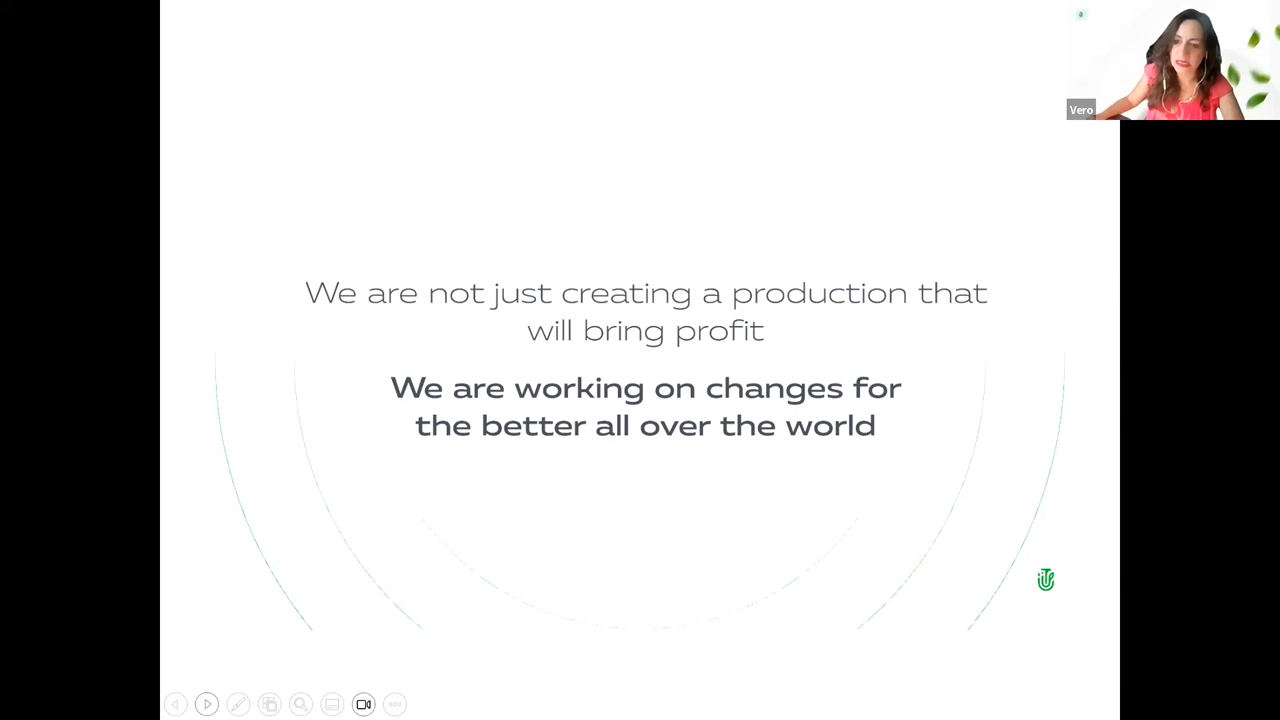 Vero
We are not just creating a production that
will bring profit
We are working on changes for
the better all over the world